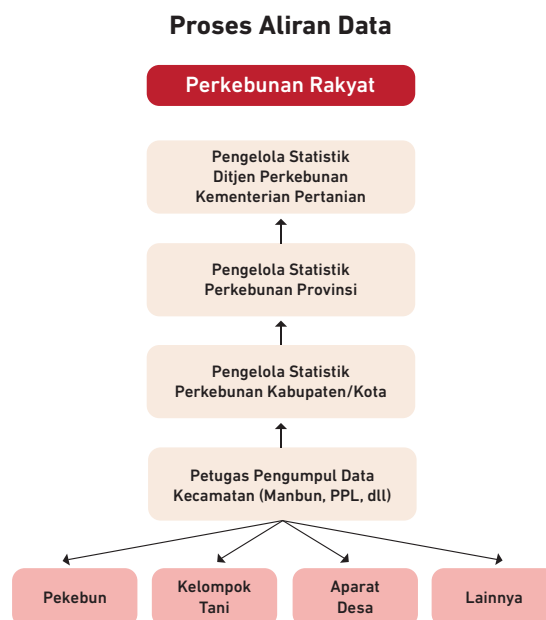 Proses Aliran Data
Perkebunan Rakyat
Pengelola Statistik
Ditjen Perkebunan
Kementerian Pertanian
Pengelola Statistik
Perkebunan Provinsi
Pengelola Statistik
Perkebunan Kabupaten/Kota
Petugas Pengumpul Data
Kecamatan (Manbun, PPL, dll)
Pekebun
Kelompok
Tani
Aparat
Desa
Lainnya